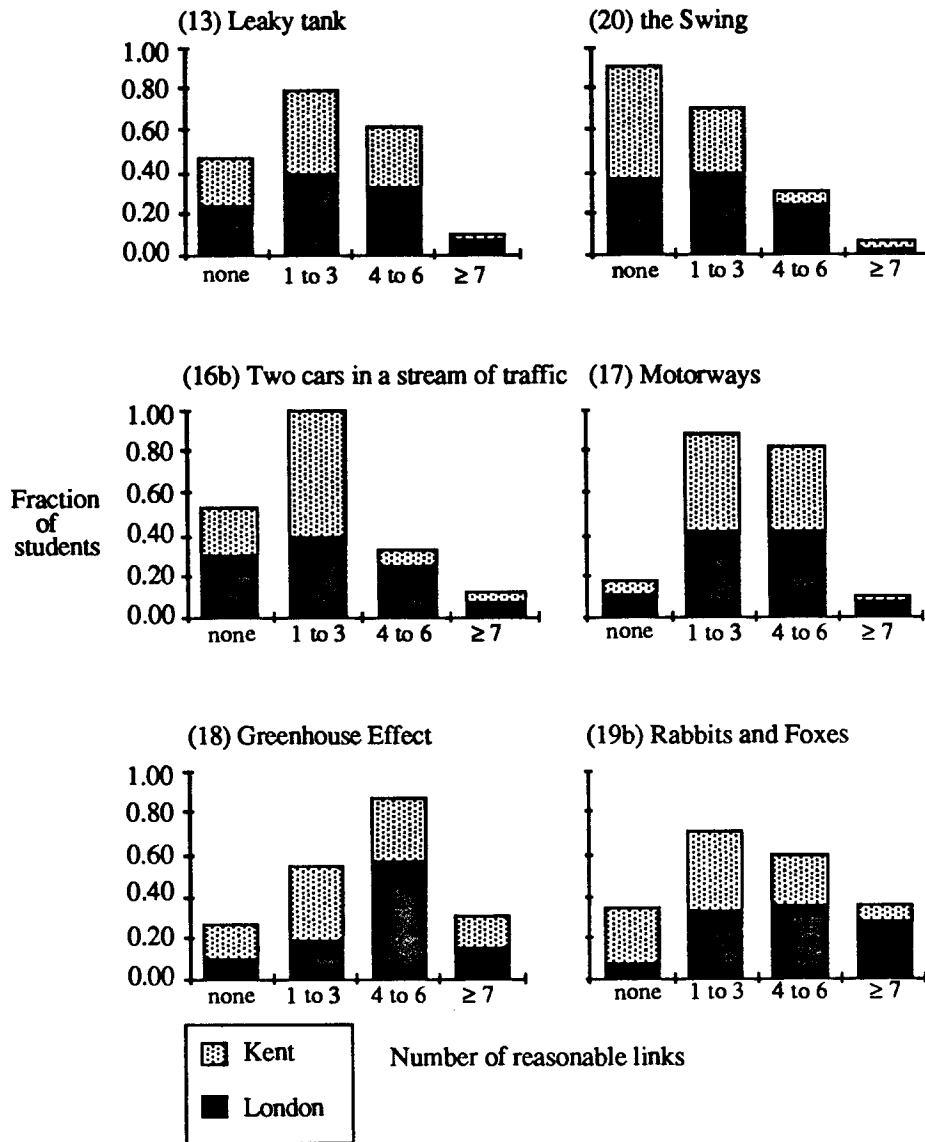 (13) Leaky tank
(20) the Swing
1.00
0.80
0.60
0.40
0.20
0.00
none 1 to 3 4 to 6 ≥ 7
none 1 to 3 4 to 6 ≥ 7
(16b) Two cars in a stream of traffic
(17) Motorways
Fraction
of
students
1.00
0.80
0.60
0.40
0.20
0.00
none 1 to 3 4 to 6 ≥ 7
none 1 to 3 4 to 6 ≥ 7
(18) Greenhouse Effect
(19b) Rabbits and Foxes
1.00
0.80
0.60
0.40
0.20
0.00
none 1 to 3 4 to 6 ≥ 7
none 1 to 3 4 to 6 ≥ 7
Kent
London
Number of reasonable links